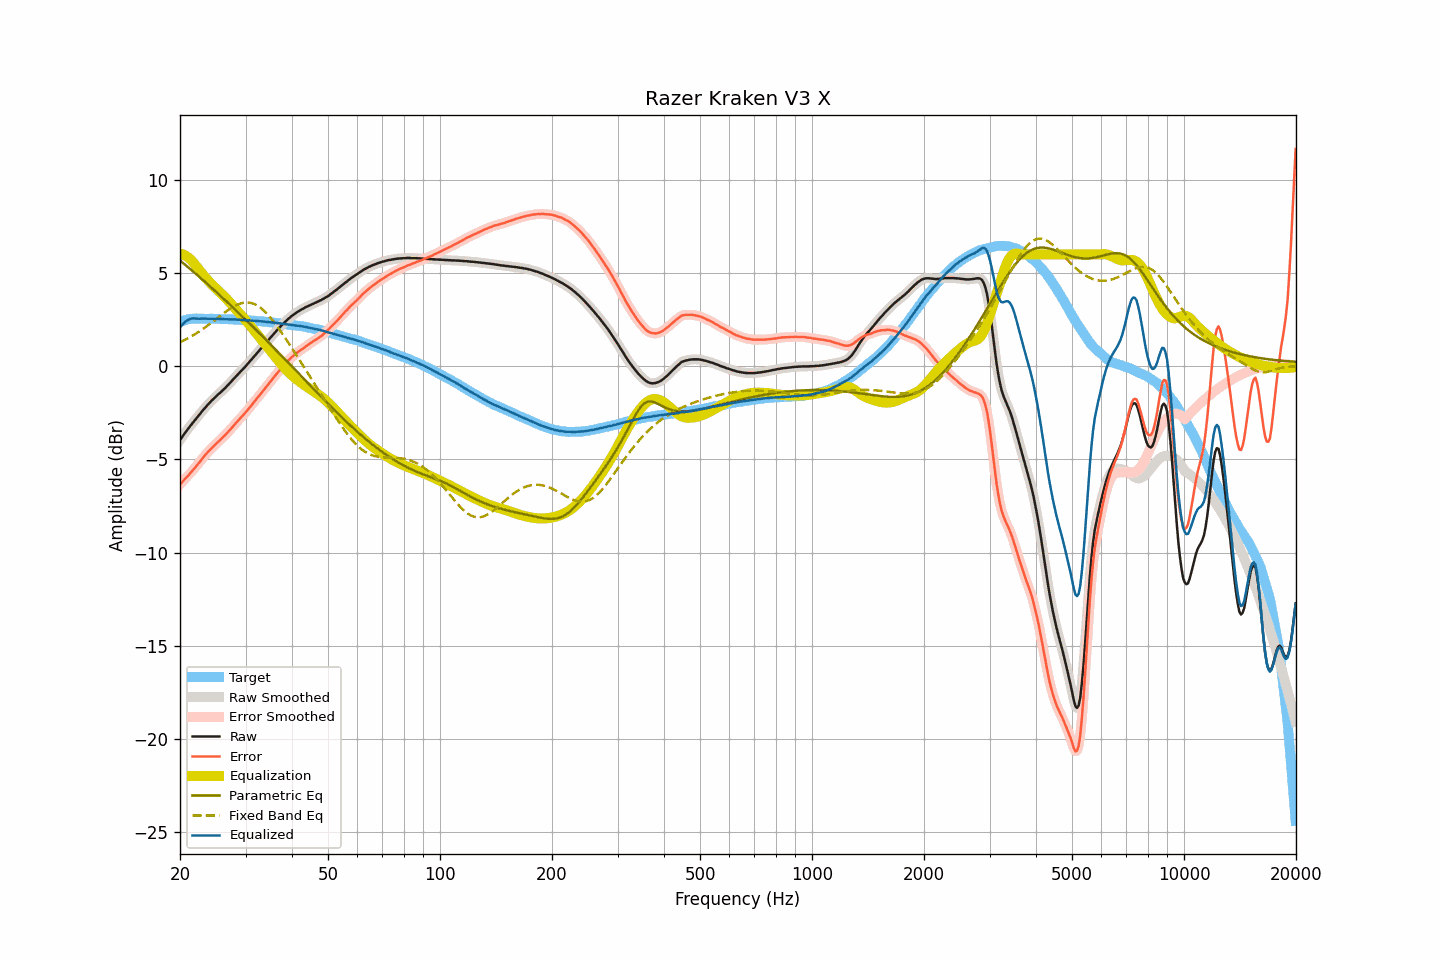 Razer Kraken V3 X
10
5
0
−5
−10
−15
−20
−25
Amplitude (dBr)
Target
Raw Smoothed
Error Smoothed
Raw
Error
Equalization
Parametric Eq
Fixed Band Eq
Equalized
20 50 100 200 500 1000 2000 5000 10000 20000
Frequency (Hz)